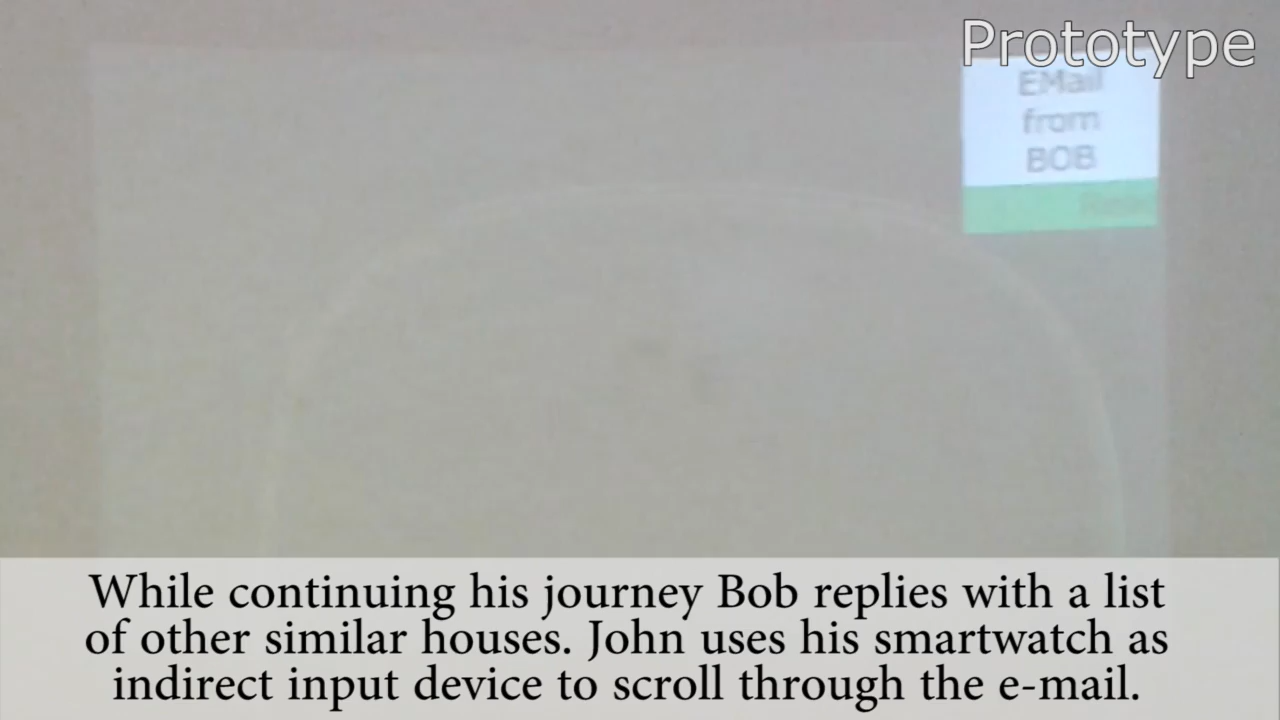 Prototype
EMail
from
BOB
While continuing his journey Bob replies with a list
of other similar houses. John uses his smartwatch as
indirect input device to scroll through the e-mail.